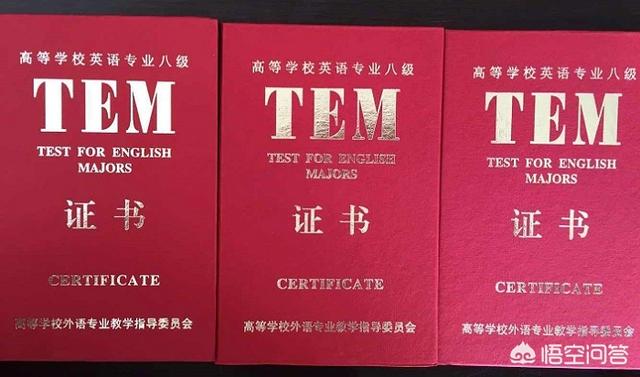 高等学校英语专业八级
TEM
TEST FOR ENGLISH
MAJORS
证书
CERTIFICATE
高等学校外语专业教学指导委员会
高等学校英语专业八级
TEM
TEST FOR ENGLISH
MAJORS
证书
CERTIFICATE
高等学校外语专业教学指导委员会
高等学校英语专业八级
TEM
TEST FOR ENGLISH
MAJORS
证书
CERTIFICATE
高等学校外语专业教学指导委员会
悟空问答